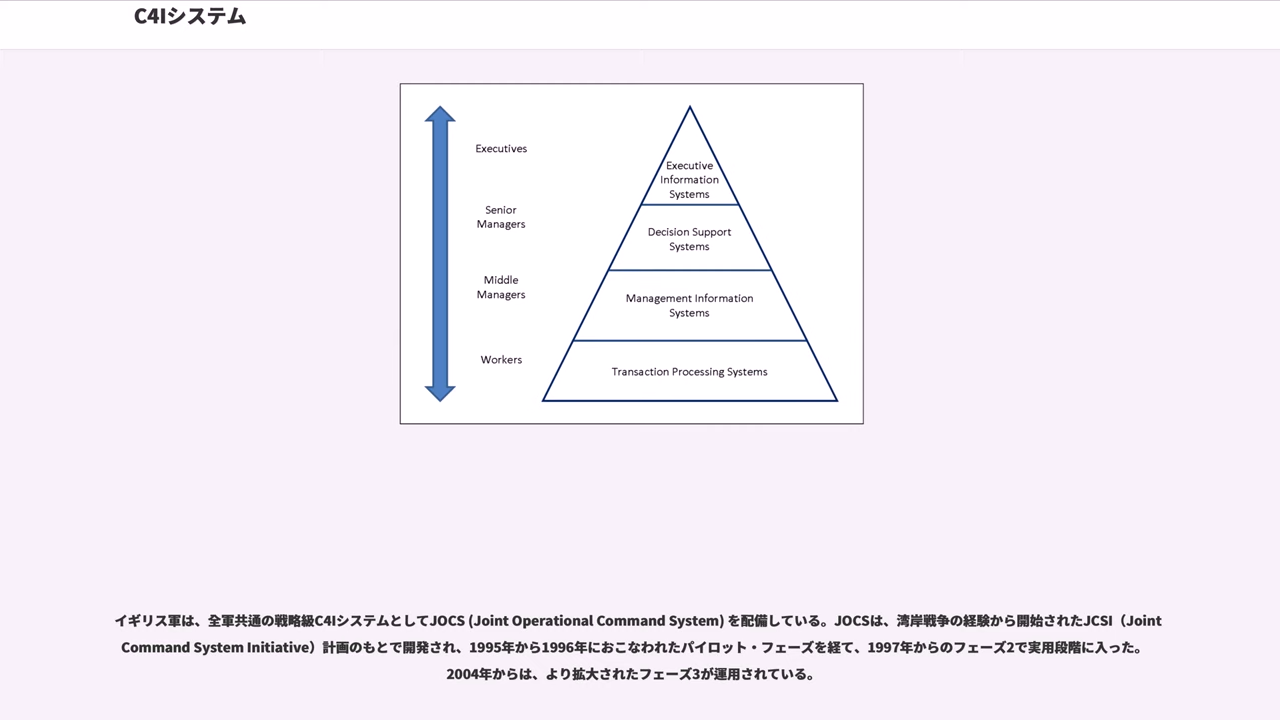 C4Iシステム
Executives
Senior
Managers
Middle
Managers
Workers
Executive
Information
Systems
Decision Support
Systems
Management Information
Systems
Transaction Processing Systems
イギリス軍は、全軍共通の戦略級C4IシステムとしてJOCS (Joint Operational Command System) を配備している。JOCSは、湾岸戦争の経験から開始されたJCSI（Joint
Command System Initiative）計画のもとで開発され、1995年から1996年におこなわれたパイロット・フェーズを経て、1997年からのフェーズ2で実用段階に入った。
2004年からは、より拡大されたフェーズ3が運用されている。